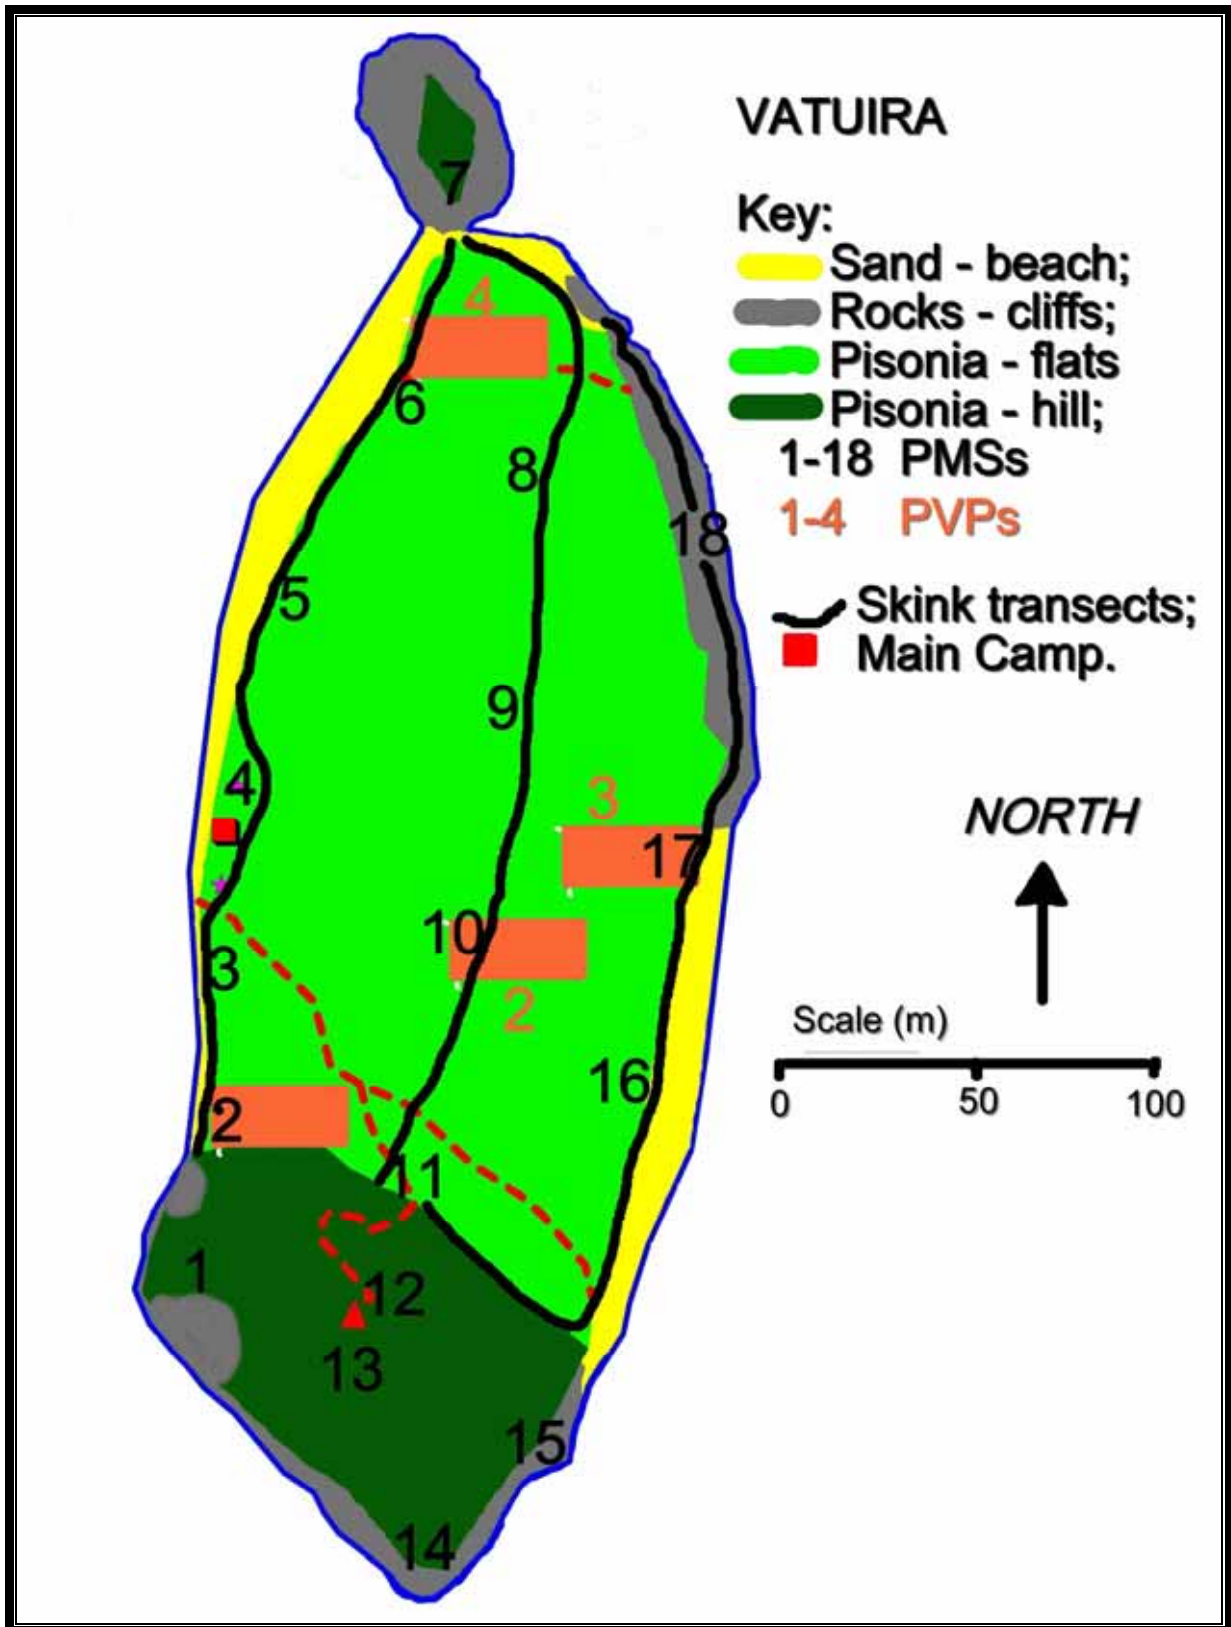 VATUIRA
Key:
Sand - beach;
Rocks - cliffs;
Pisonia - flats
Pisonia - hill;
1-18 PMSs
1-4 PVPs
Skink transects;
Main Camp.
NORTH
Scale (m)
0 50 100
7
4
6
8
18
5
9
4
3
17
10
3
2
16
2
11
1
12
13
15
14